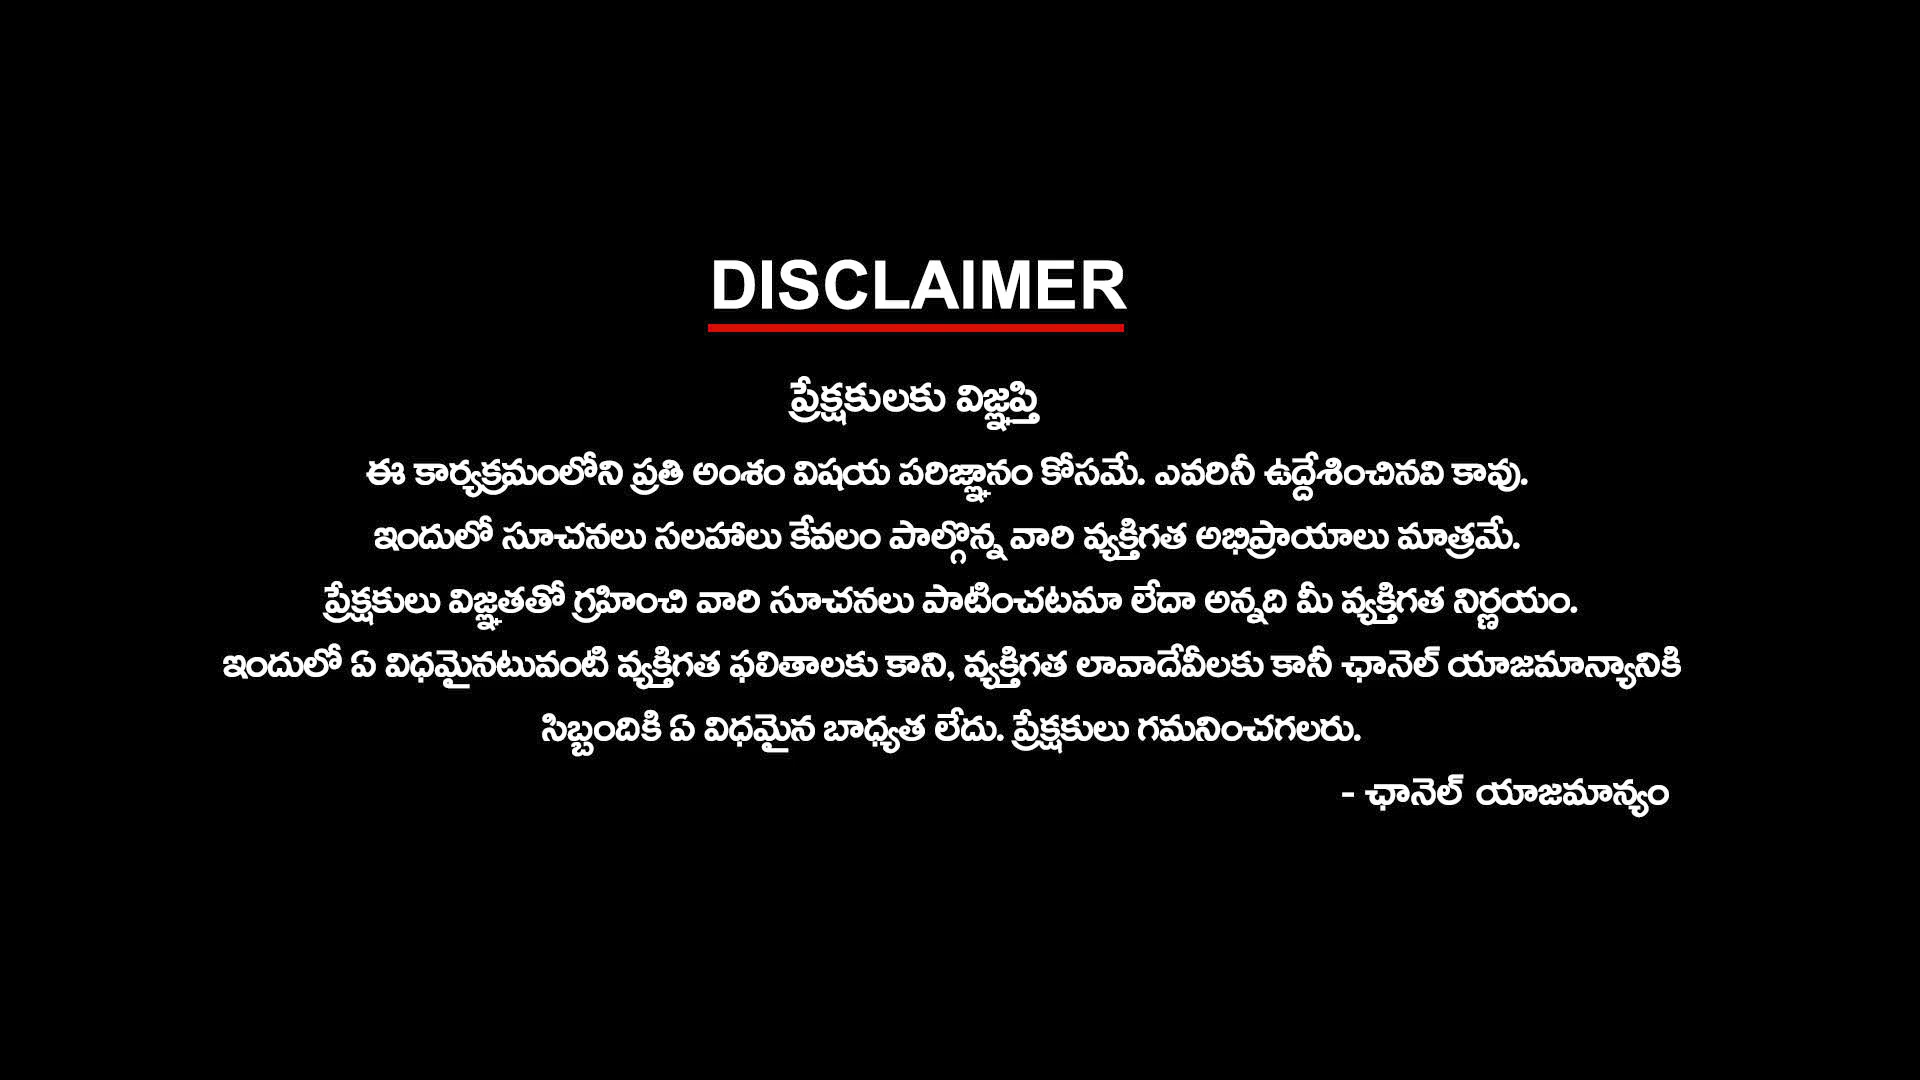 DISCLAIMER
ప్రేక్షకులకు విజ్ఞప్తి
ఈ కార్యక్రమంలోని ప్రతి అంశం విషయ పరిజ్ఞానం కోసమే. ఎవరినీ ఉద్దేశించినవి కావు.
ఇందులో సూచనలు సలహాలు కేవలం పాల్గొన్న వారి వ్యక్తిగత అభిప్రాయాలు మాత్రమే.
ప్రేక్షకులు విజ్ఞతతో గ్రహించి వారి సూచనలు పాటించటమా లేదా అన్నది మీ వ్యక్తిగత నిర్ణయం.
ఇందులో ఏ విధమైనటువంటి వ్యక్తిగత ఫలితాలకు కాని, వ్యక్తిగత లావాదేవీలకు కానీ ఛానెల్ యాజమాన్యానికి
సిబ్బందికి ఏ విధమైన బాధ్యత లేదు. ప్రేక్షకులు గమనించగలరు.
- ఛానెల్ యాజమాన్యం